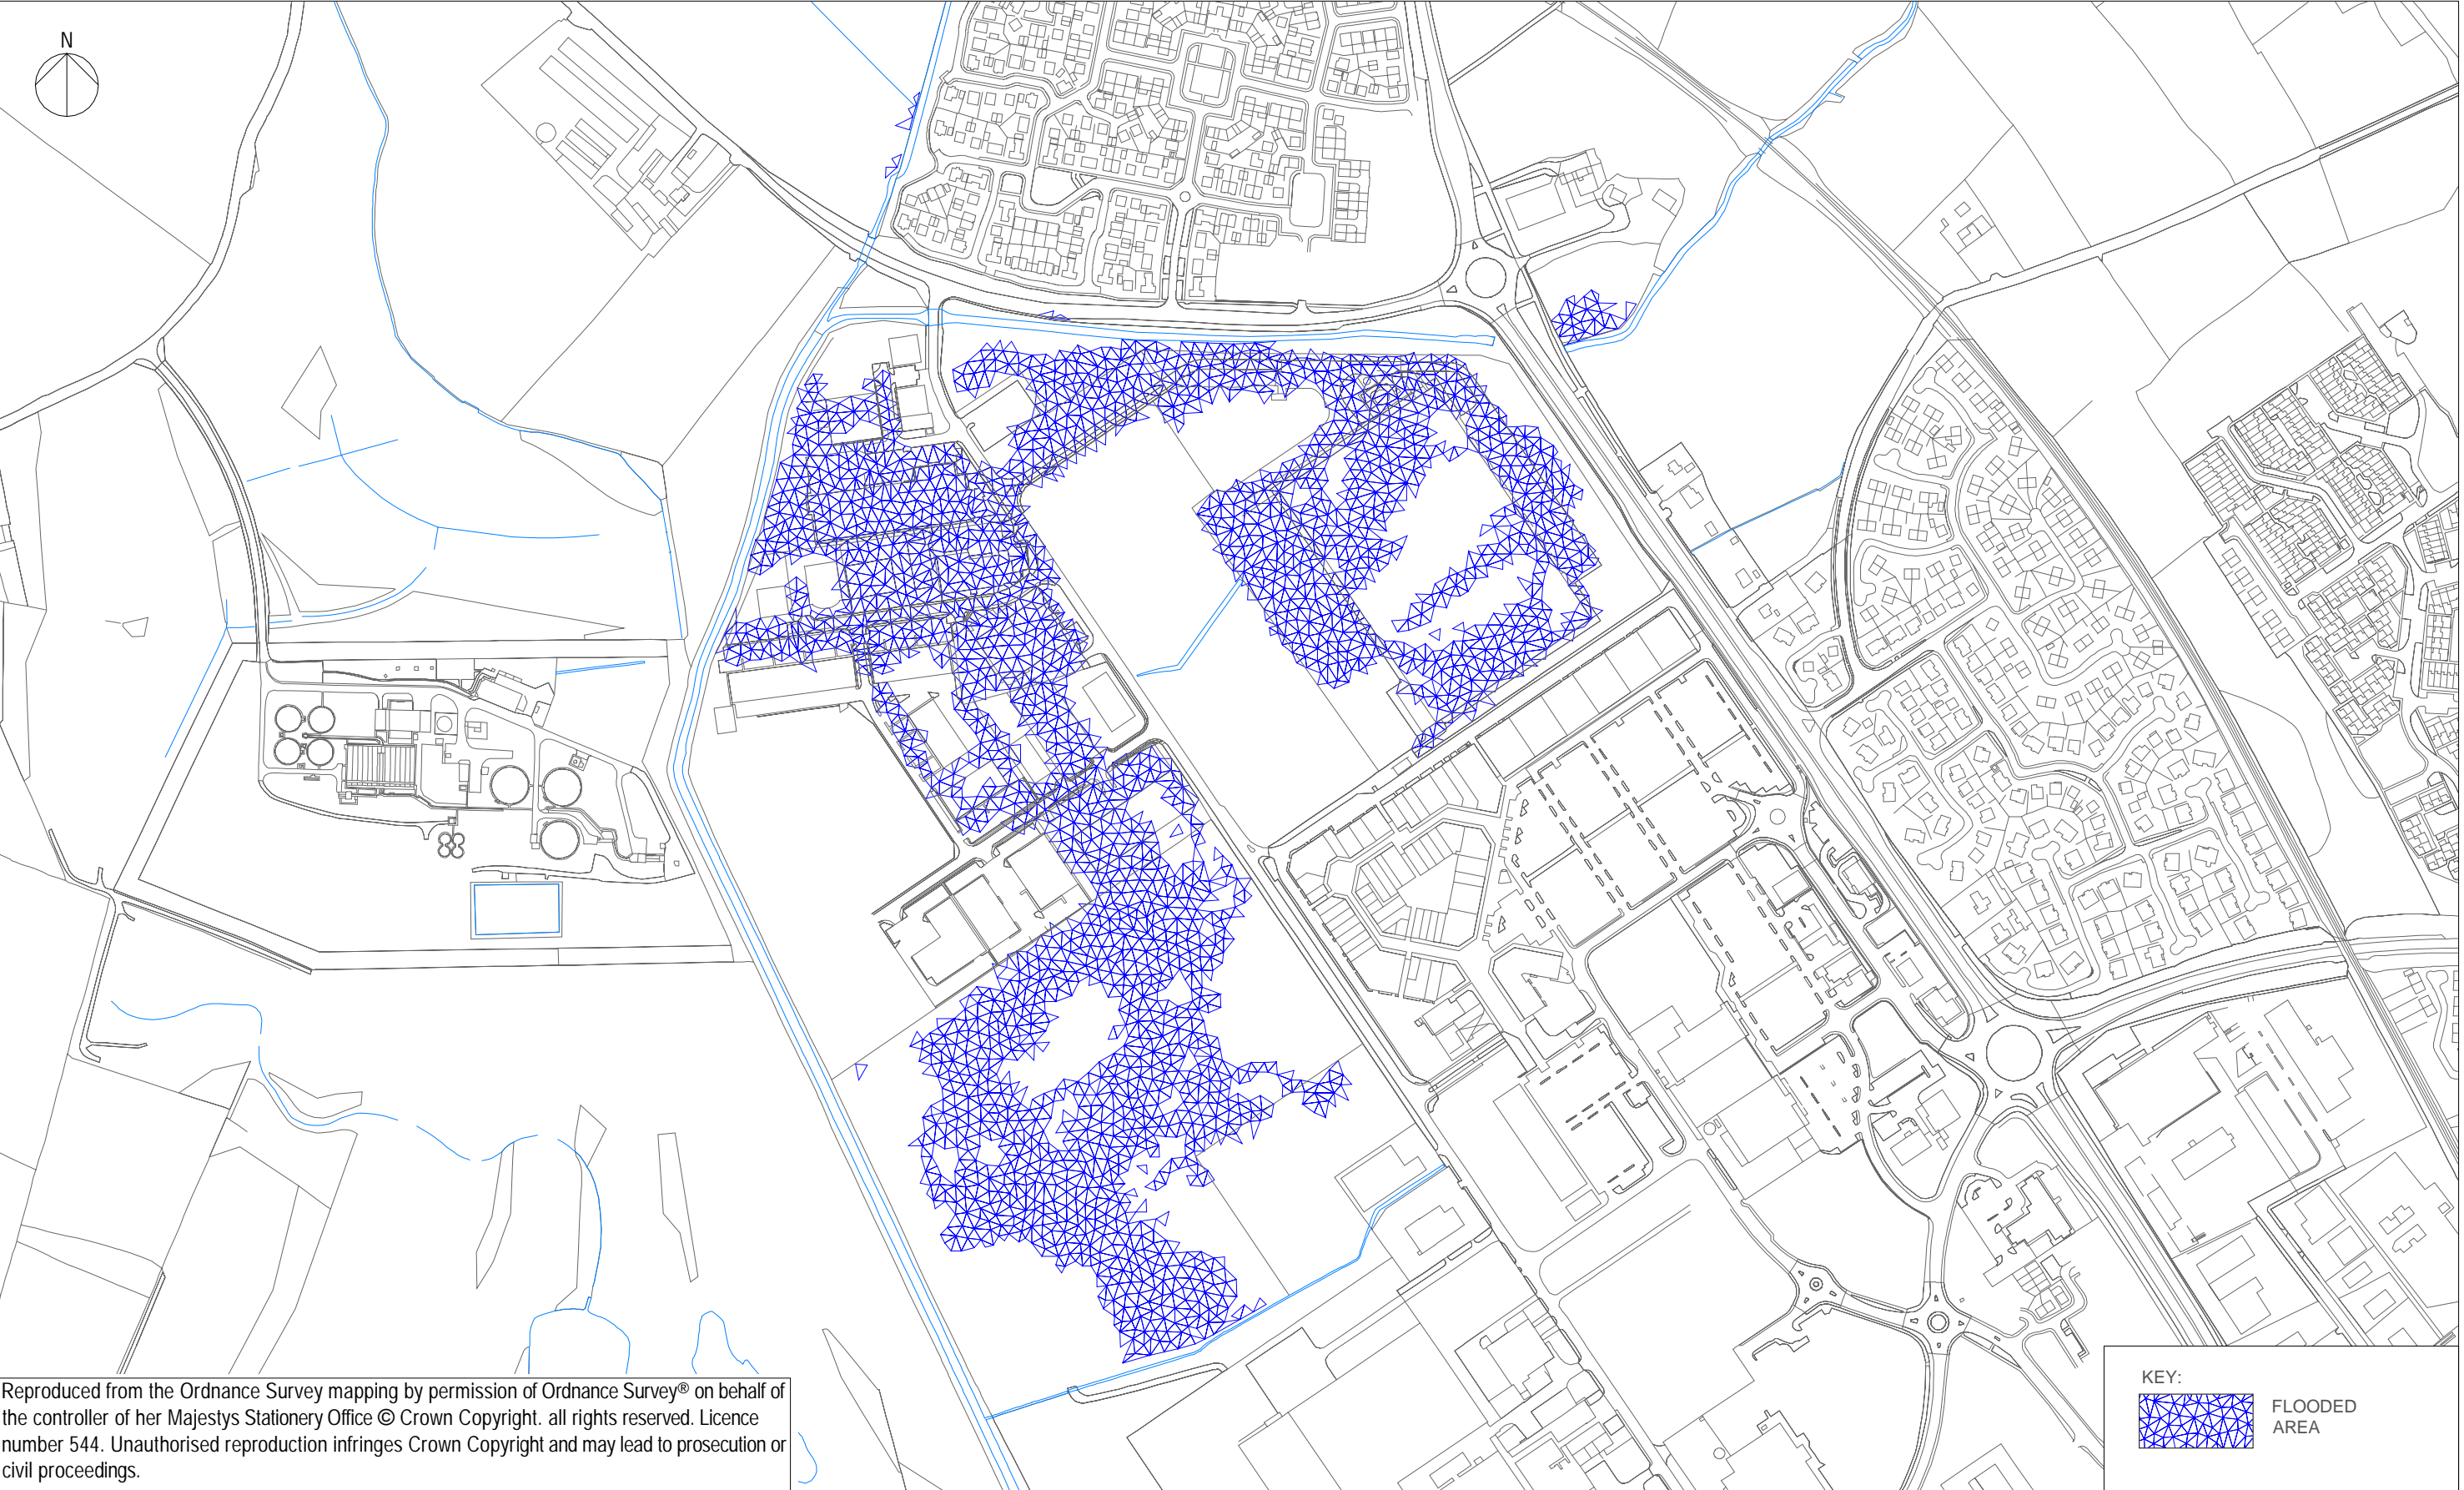 N
Reproduced from the Ordnance Survey mapping by permission of Ordnance Survey® on behalf of
the controller of her Majestys Stationery Office © Crown Copyright. all rights reserved. Licence
number 544. Unauthorised reproduction infringes Crown Copyright and may lead to prosecution or
civil proceedings.
KEY:
FLOODED
AREA